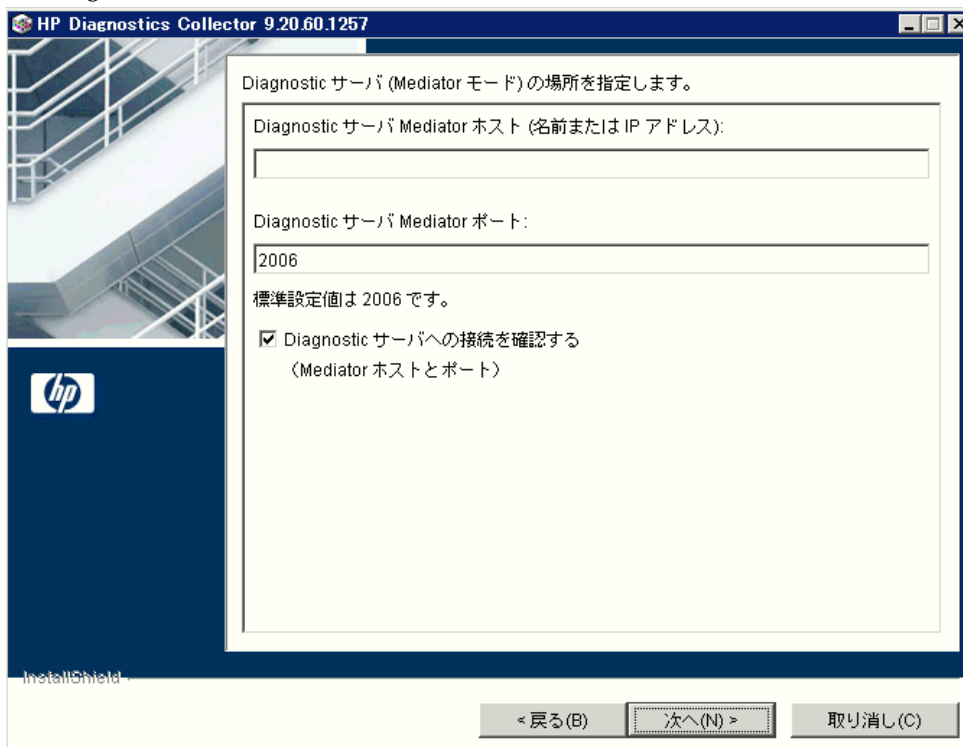 HP Diagnostics Collector 9.20.60.1257
Diagnostic サーバ (Mediator モード) の場所を指定します。
Diagnostic サーバ Mediator ホスト (名前または IP アドレス):
Diagnostic サーバ Mediator ポート:
2006
標準設定値は 2006 です。
Diagnostic サーバへの接続を確認する
（Mediator ホストとポート）
hp
InstallShield
< 戻る(B)
次へ(N) >
取り消し(C)